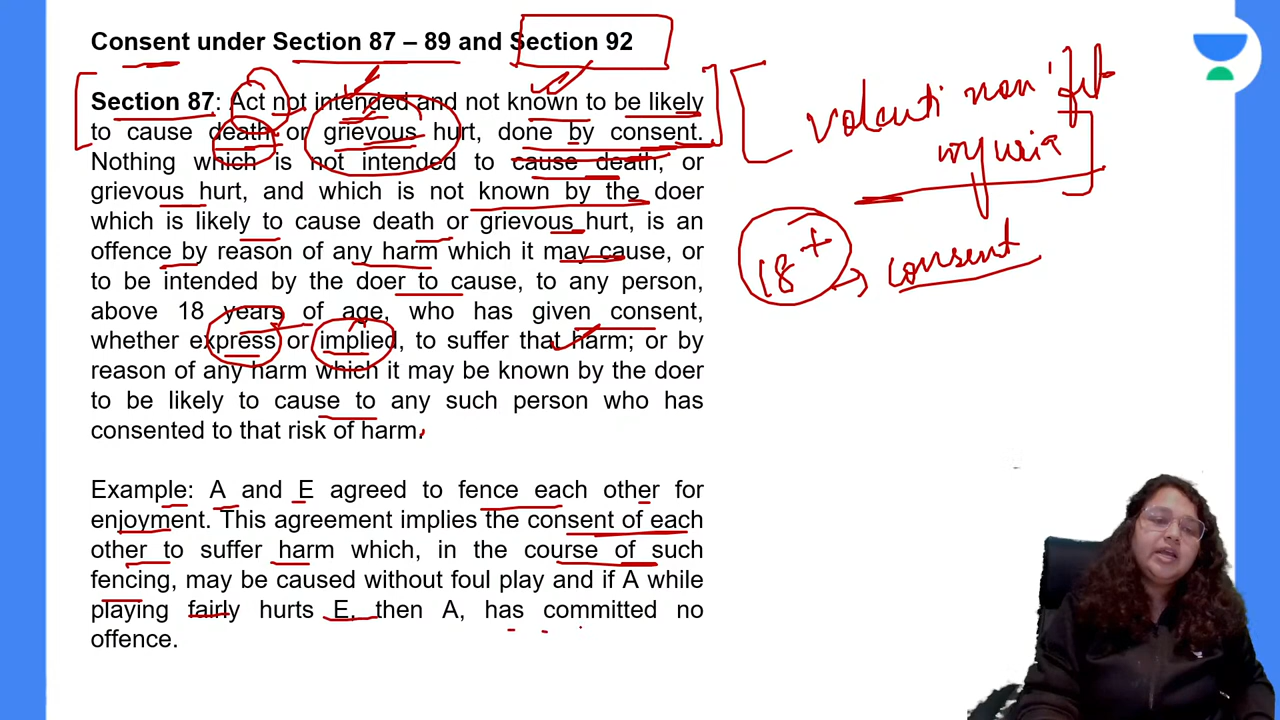 Consent under Section 87 – 89 and Section 92
Section 87: Act not intended and not known to be likely
to cause death or grievous hurt, done by consent.
Nothing which is not intended to cause death, or
grievous hurt, and which is not known by the doer
which is likely to cause death or grievous hurt, is an
offence by reason of any harm which it may cause, or
to be intended by the doer to cause, to any person,
above 18 years of age, who has given consent,
whether express or implied, to suffer that harm; or by
reason of any harm which it may be known by the doer
to be likely to cause to any such person who has
consented to that risk of harm.
Example: A and E agreed to fence each other for
enjoyment. This agreement implies the consent of each
other to suffer harm which, in the course of such
fencing, may be caused without foul play and if A while
playing fairly hurts E, then A, has committed no
offence.
volenti non fit
injuria
18+ → consent